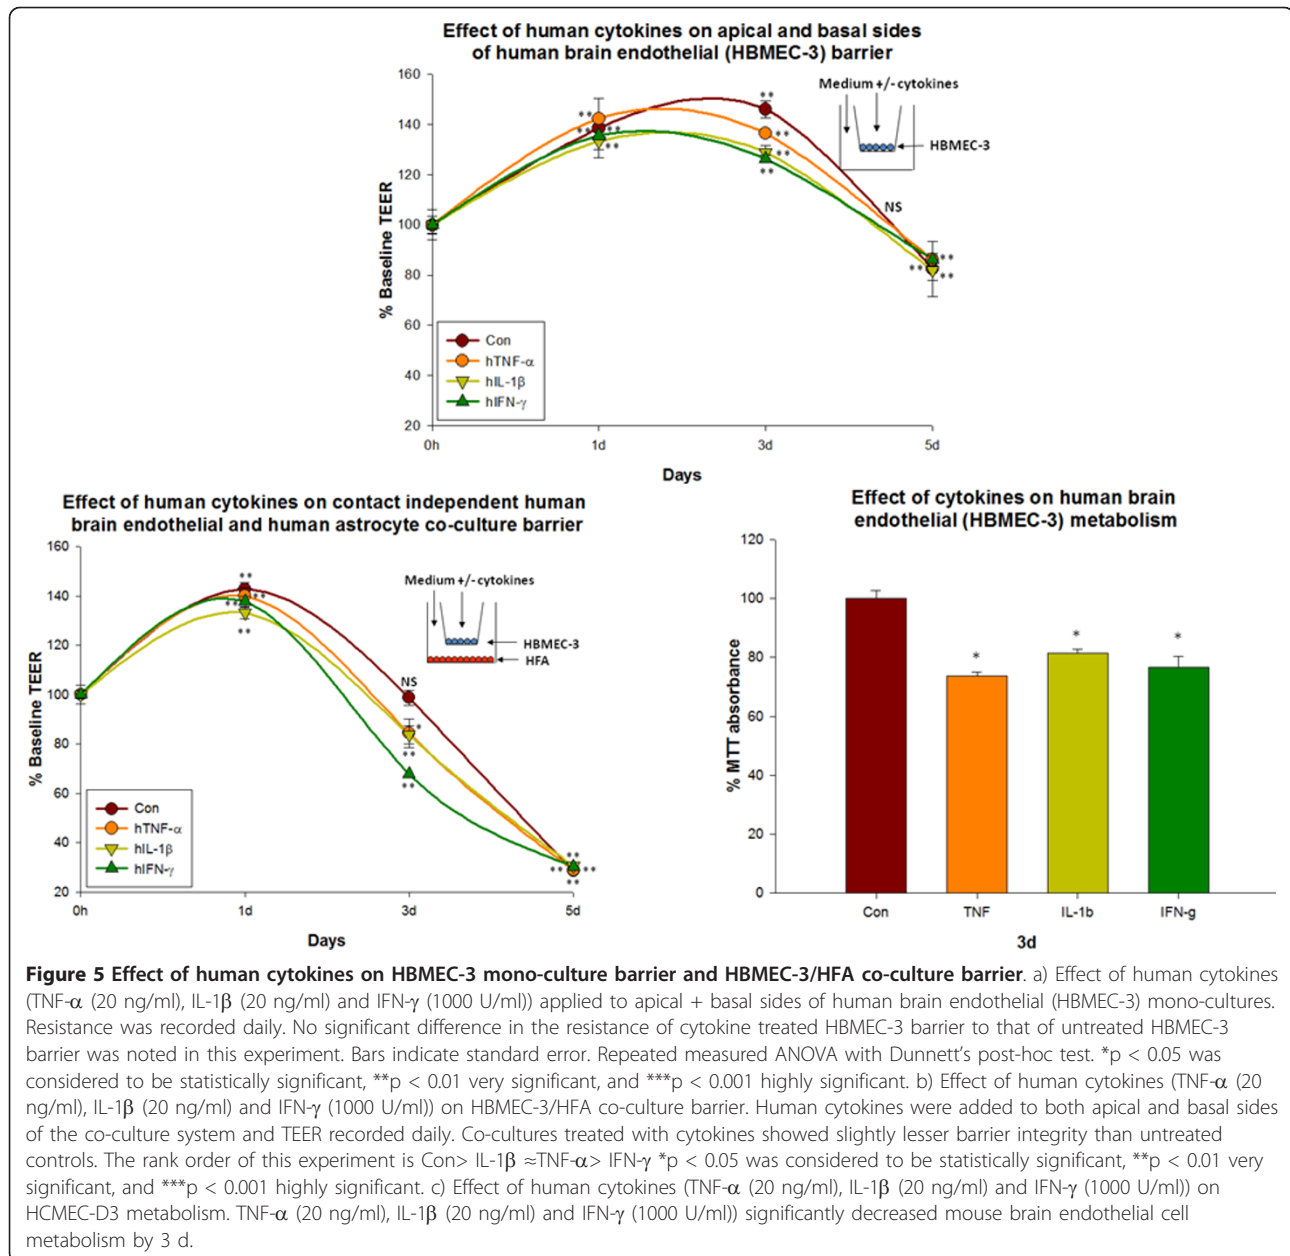 Effect of human cytokines on apical and basal sides
of human brain endothelial (HBMEC-3) barrier
160
140
120
100
80
60
40
20
% Baseline TEER
**
**
**
**
**
**
**
**
**
NS
**
**
**
Medium +/- cytokines
HBMEC-3
Con
hTNF-α
hIL-1β
hIFN-γ
0h
1d
3d
5d
Days
Effect of human cytokines on contact independent human
brain endothelial and human astrocyte co-culture barrier
160
140
120
100
80
60
40
20
% Baseline TEER
**
**
**
**
NS
*
**
**
**
**
**
**
Medium +/- cytokines
HBMEC-3
HFA
Con
hTNF-α
hIL-1β
hIFN-γ
0h
1d
3d
5d
Days
Effect of cytokines on human brain
endothelial (HBMEC-3) metabolism
120
100
80
60
40
20
0
% MTT absorbance
*
*
*
Con
TNF
IL-1b
IFN-g
3d
Figure 5 Effect of human cytokines on HBMEC-3 mono-culture barrier and HBMEC-3/HFA co-culture barrier. a) Effect of human cytokines
(TNF-α (20 ng/ml), IL-1β (20 ng/ml) and IFN-γ (1000 U/ml)) applied to apical + basal sides of human brain endothelial (HBMEC-3) mono-cultures.
Resistance was recorded daily. No significant difference in the resistance of cytokine treated HBMEC-3 barrier to that of untreated HBMEC-3
barrier was noted in this experiment. Bars indicate standard error. Repeated measured ANOVA with Dunnett's post-hoc test. *p < 0.05 was
considered to be statistically significant, **p < 0.01 very significant, and ***p < 0.001 highly significant. b) Effect of human cytokines (TNF-α (20
ng/ml), IL-1β (20 ng/ml) and IFN-γ (1000 U/ml)) on HBMEC-3/HFA co-culture barrier. Human cytokines were added to both apical and basal sides
of the co-culture system and TEER recorded daily. Co-cultures treated with cytokines showed slightly lesser barrier integrity than untreated
controls. The rank order of this experiment is Con> IL-1β ≈TNF-α> IFN-γ *p < 0.05 was considered to be statistically significant, **p < 0.01 very
significant, and ***p < 0.001 highly significant. c) Effect of human cytokines (TNF-α (20 ng/ml), IL-1β (20 ng/ml) and IFN-γ (1000 U/ml)) on
HCMEC-D3 metabolism. TNF-α (20 ng/ml), IL-1β (20 ng/ml) and IFN-γ (1000 U/ml)) significantly decreased mouse brain endothelial cell
metabolism by 3 d.